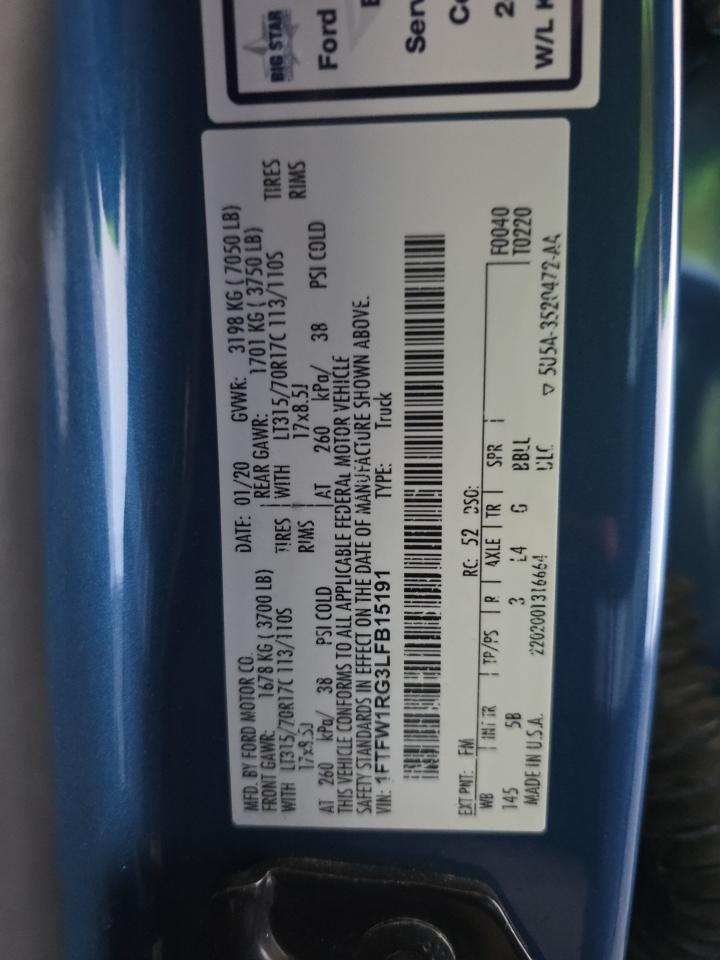 BIG STAR
Ford
Serv
Co
2
W/L K
MFD. BY FORD MOTOR CO.
DATE: 01/20 GVWR: 3198 KG ( 7050 LB)
FRONT GAWR: 1678 KG ( 3700 LB) REAR GAWR: 1701 KG ( 3750 LB)
WITH LT315/70R17C 113/110S TIRES WITH LT315/70R17C 113/110S TIRES
17x8.5J RIMS 17x8.5J RIMS
AT 260 kPa/ 38 PSI COLD AT 260 kPa/ 38 PSI COLD
THIS VEHICLE CONFORMS TO ALL APPLICABLE FEDERAL MOTOR VEHICLE
SAFETY STANDARDS IN EFFECT ON THE DATE OF MANUFACTURE SHOWN ABOVE.
VIN: 1FTFW1RG3LFB15191 TYPE: Truck
EXT PNT: FM RC: 52 DSO: F0040
WB INT TR TP/PS R AXLE TR SPR T0220
145 5B 3 L4 G BBLL
MADE IN U.S.A. 2202001316664 ▽ 5U5A-3520472-AA